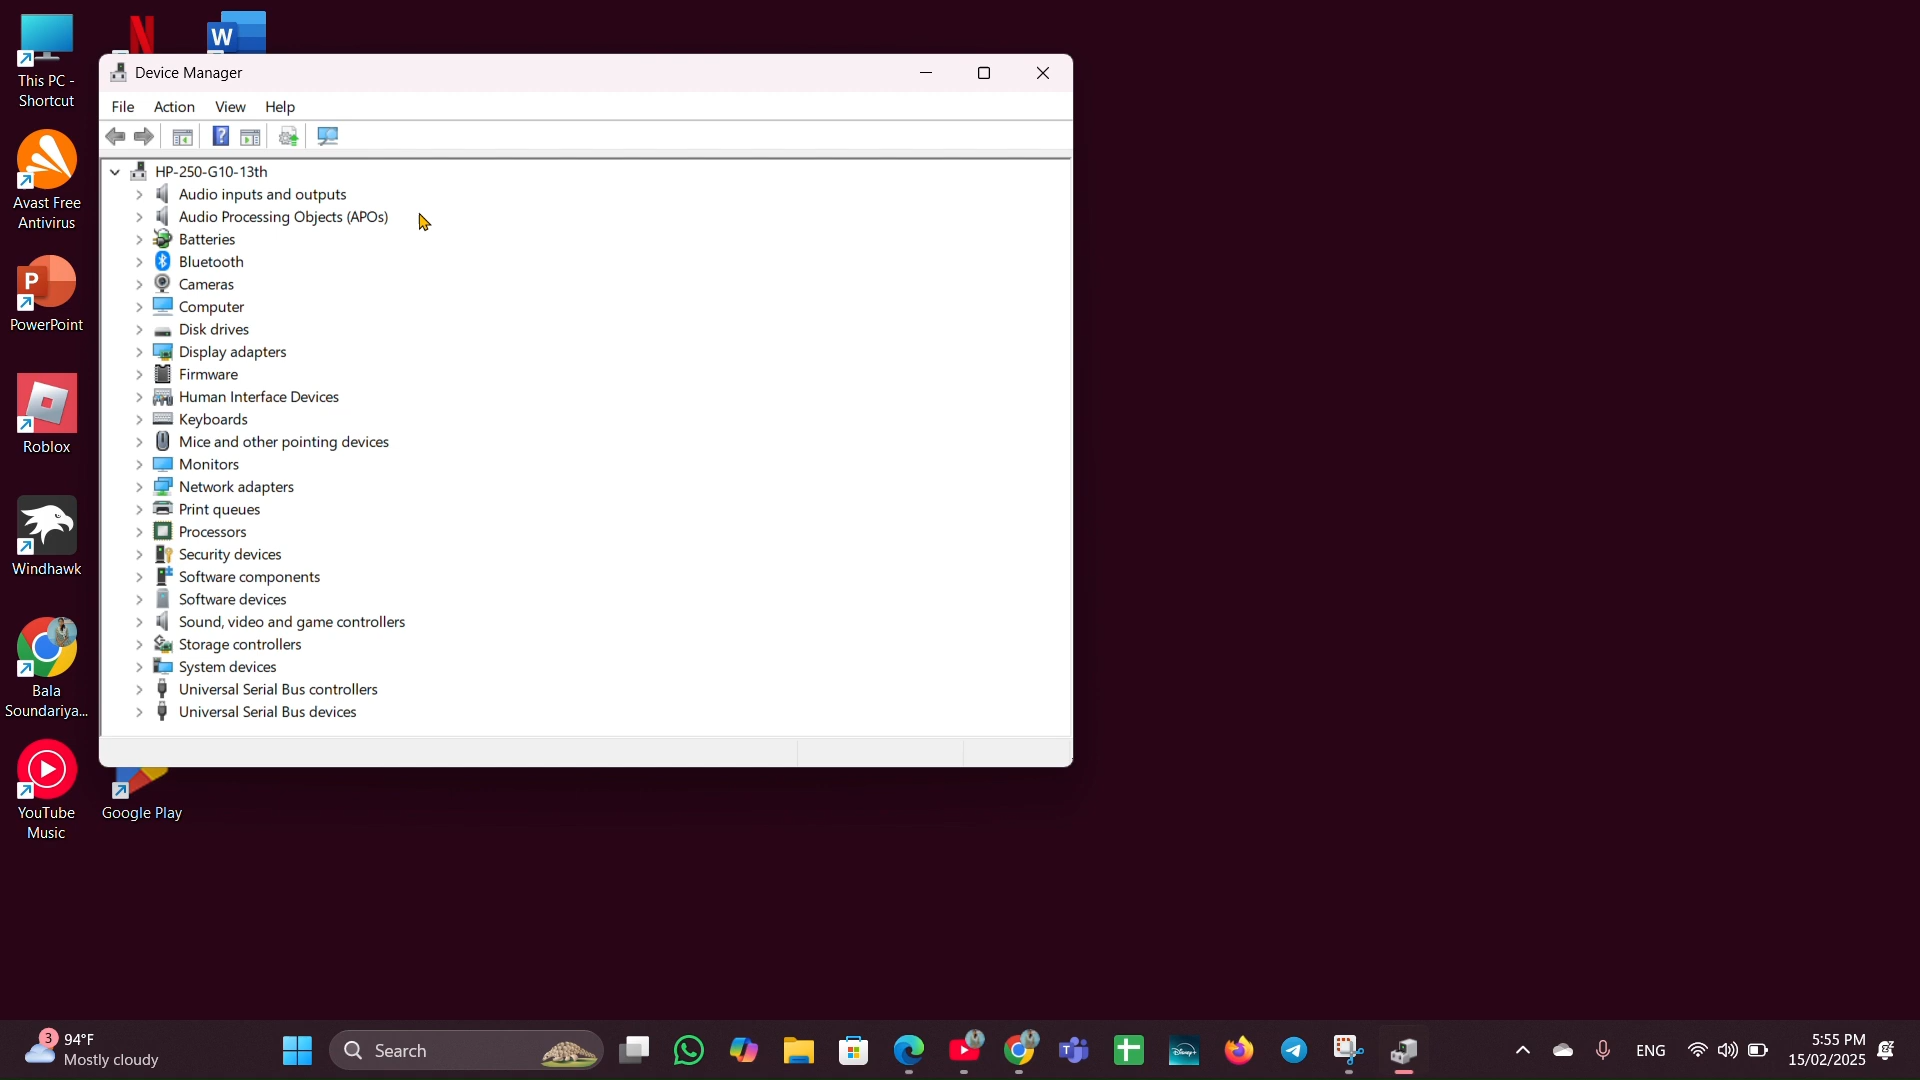 This PC -
Shortcut
Avast Free
Antivirus
PowerPoint
Roblox
Windhawk
Bala
Soundariya...
YouTube
Music
Google Play
N
W
P
Device Manager
File Action View Help
HP-250-G10-13th
Audio inputs and outputs
Audio Processing Objects (APOs)
Batteries
Bluetooth
Cameras
Computer
Disk drives
Display adapters
Firmware
Human Interface Devices
Keyboards
Mice and other pointing devices
Monitors
Network adapters
Print queues
Processors
Security devices
Software components
Software devices
Sound, video and game controllers
Storage controllers
System devices
Universal Serial Bus controllers
Universal Serial Bus devices
3
94°F
Mostly cloudy
Search
Disney+
ENG
5:55 PM
15/02/2025